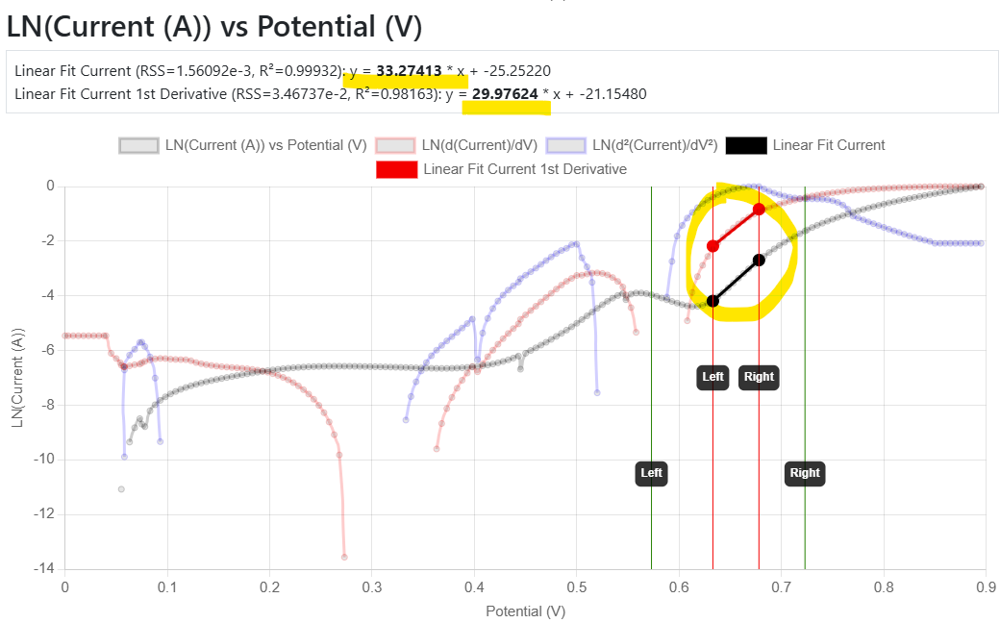 LN(Current (A)) vs Potential (V)
Linear Fit Current (RSS=1.56092e-3, R²=0.99932): y = 33.27413 * x + -25.25220
Linear Fit Current 1st Derivative (RSS=3.46737e-2, R²=0.98163): y = 29.97624 * x + -21.15480
LN(Current (A)) vs Potential (V) LN(d(Current)/dV) LN(d²(Current)/dV²) Linear Fit Current
Linear Fit Current 1st Derivative
0
-2
-4
-6
-8
-10
-12
-14
LN(Current (A))
Left Right
Left Right
0 0.1 0.2 0.3 0.4 0.5 0.6 0.7 0.8 0.9
Potential (V)